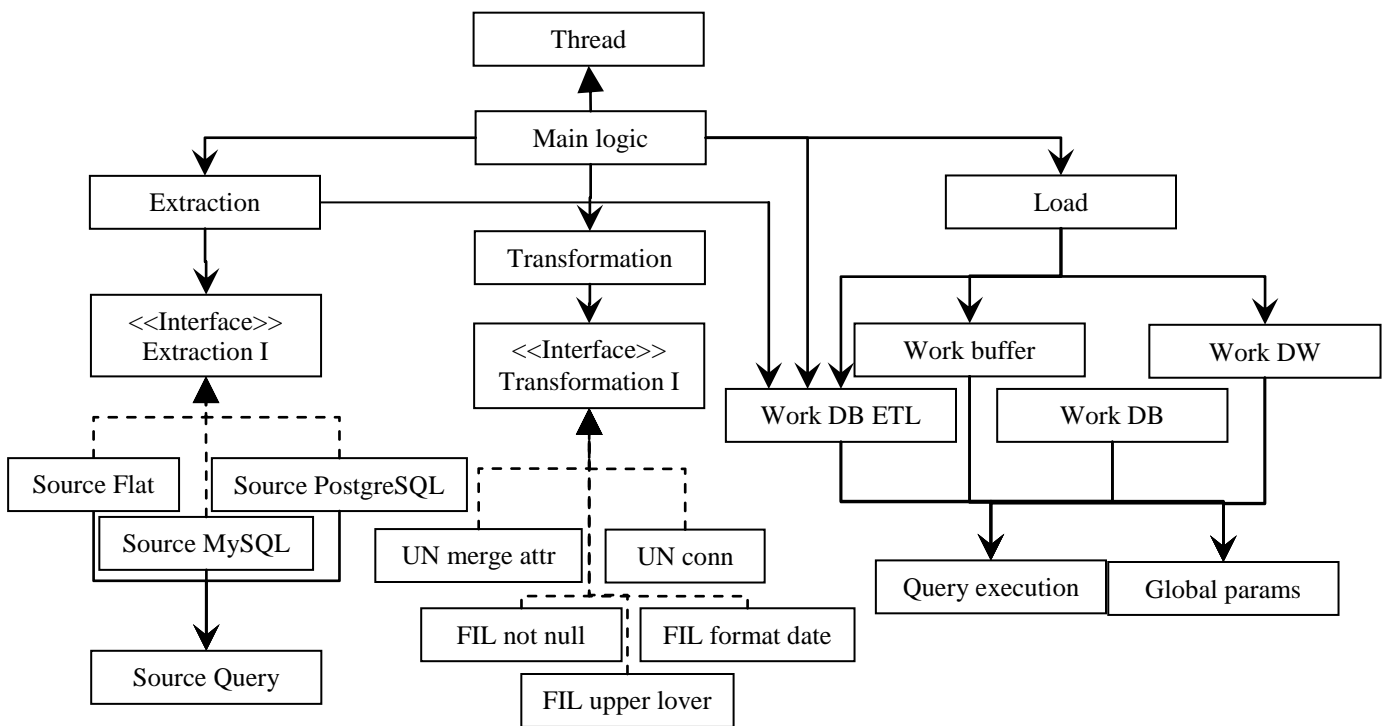 Thread
Main logic
Extraction
Load
Transformation
<<Interface>>
Extraction I
<<Interface>>
Transformation I
Work buffer
Work DW
Work DB ETL
Work DB
Source Flat
Source PostgreSQL
Source MySQL
UN merge attr
UN conn
Query execution
Global params
FIL not null
FIL format date
Source Query
FIL upper lover